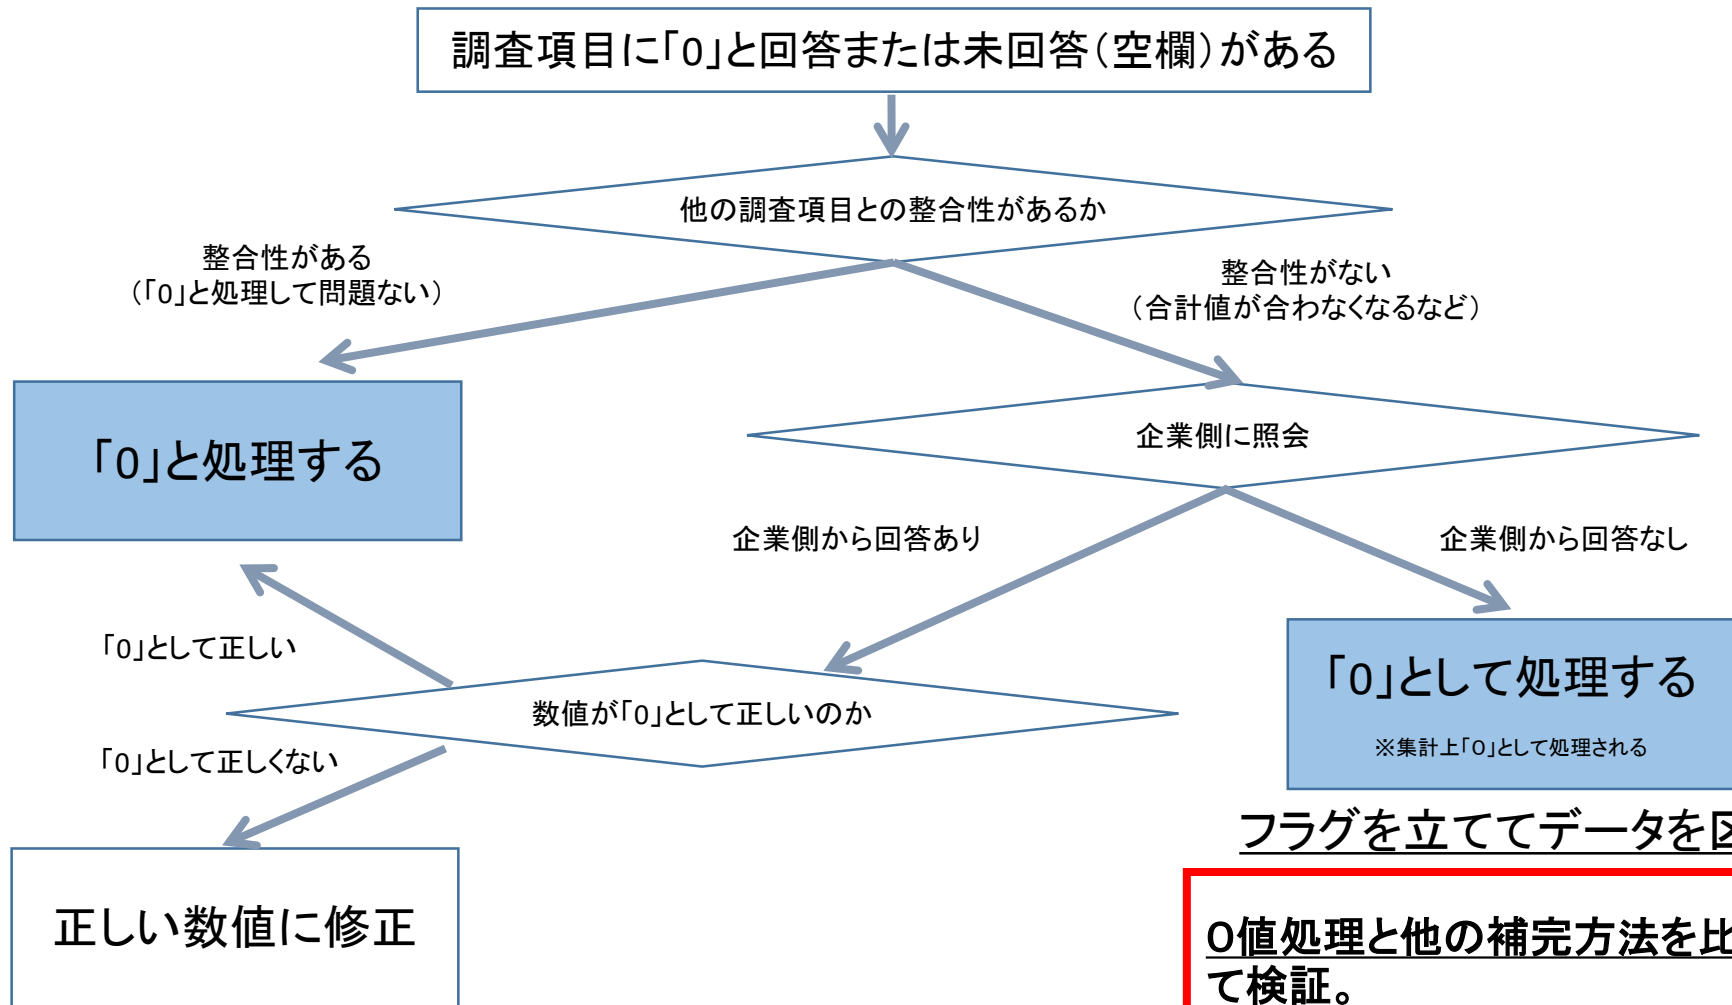 調査項目に「0」と回答または未回答（空欄）がある
他の調査項目との整合性があるか
整合性がある
（「0」と処理して問題ない）
整合性がない
（合計値が合わなくなるなど）
「0」と処理する
企業側に照会
企業側から回答あり
企業側から回答なし
「0」として正しい
数値が「0」として正しいのか
「0」として正しくない
「0」として処理する
※集計上「0」として処理される
フラグを立ててデータを区
正しい数値に修正
0値処理と他の補完方法を比
て検証。